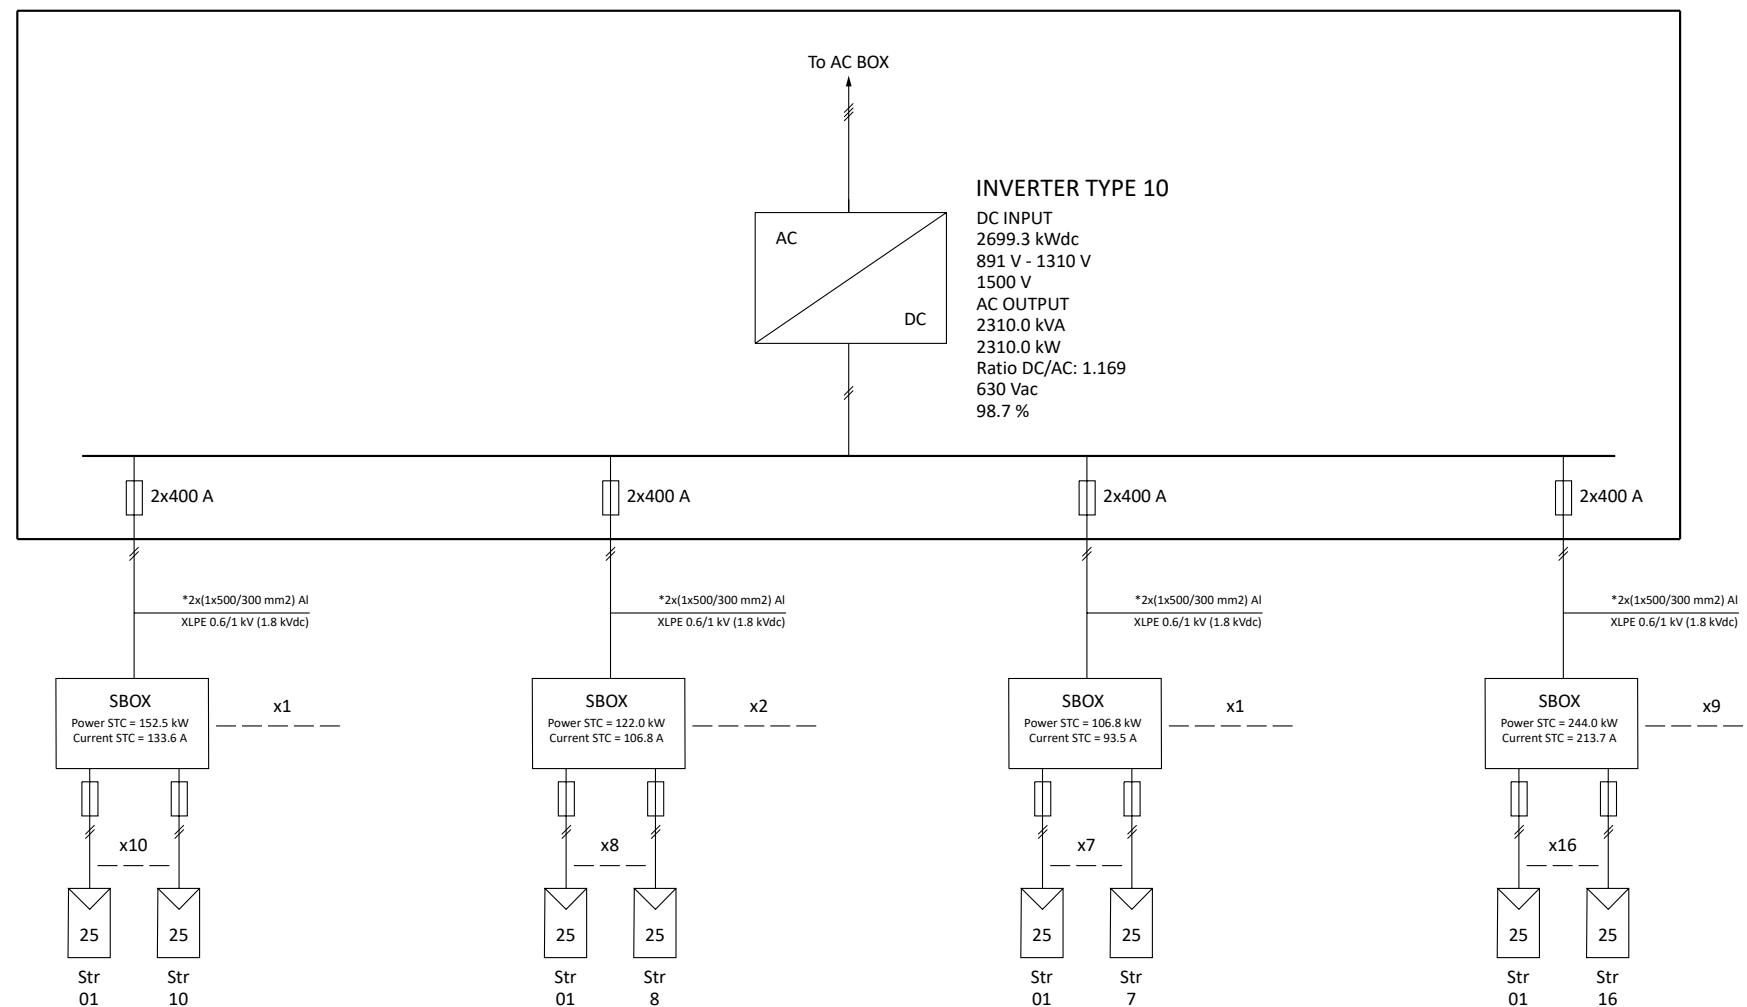 To AC BOX
INVERTER TYPE 10
DC INPUT
2699.3 kWdc
891 V - 1310 V
1500 V
AC OUTPUT
2310.0 kVA
2310.0 kW
Ratio DC/AC: 1.169
630 Vac
98.7 %
AC
DC
2x400 A
2x400 A
2x400 A
2x400 A
*2x(1x500/300 mm2) Al
XLPE 0.6/1 kV (1.8 kVdc)
*2x(1x500/300 mm2) Al
XLPE 0.6/1 kV (1.8 kVdc)
*2x(1x500/300 mm2) Al
XLPE 0.6/1 kV (1.8 kVdc)
*2x(1x500/300 mm2) Al
XLPE 0.6/1 kV (1.8 kVdc)
SBOX
Power STC = 152.5 kW
Current STC = 133.6 A
x1
SBOX
Power STC = 122.0 kW
Current STC = 106.8 A
x2
SBOX
Power STC = 106.8 kW
Current STC = 93.5 A
x1
SBOX
Power STC = 244.0 kW
Current STC = 213.7 A
x9
x10
x8
x7
x16
25
25
25
25
25
25
25
25
Str
01
Str
10
Str
01
Str
8
Str
01
Str
7
Str
01
Str
16